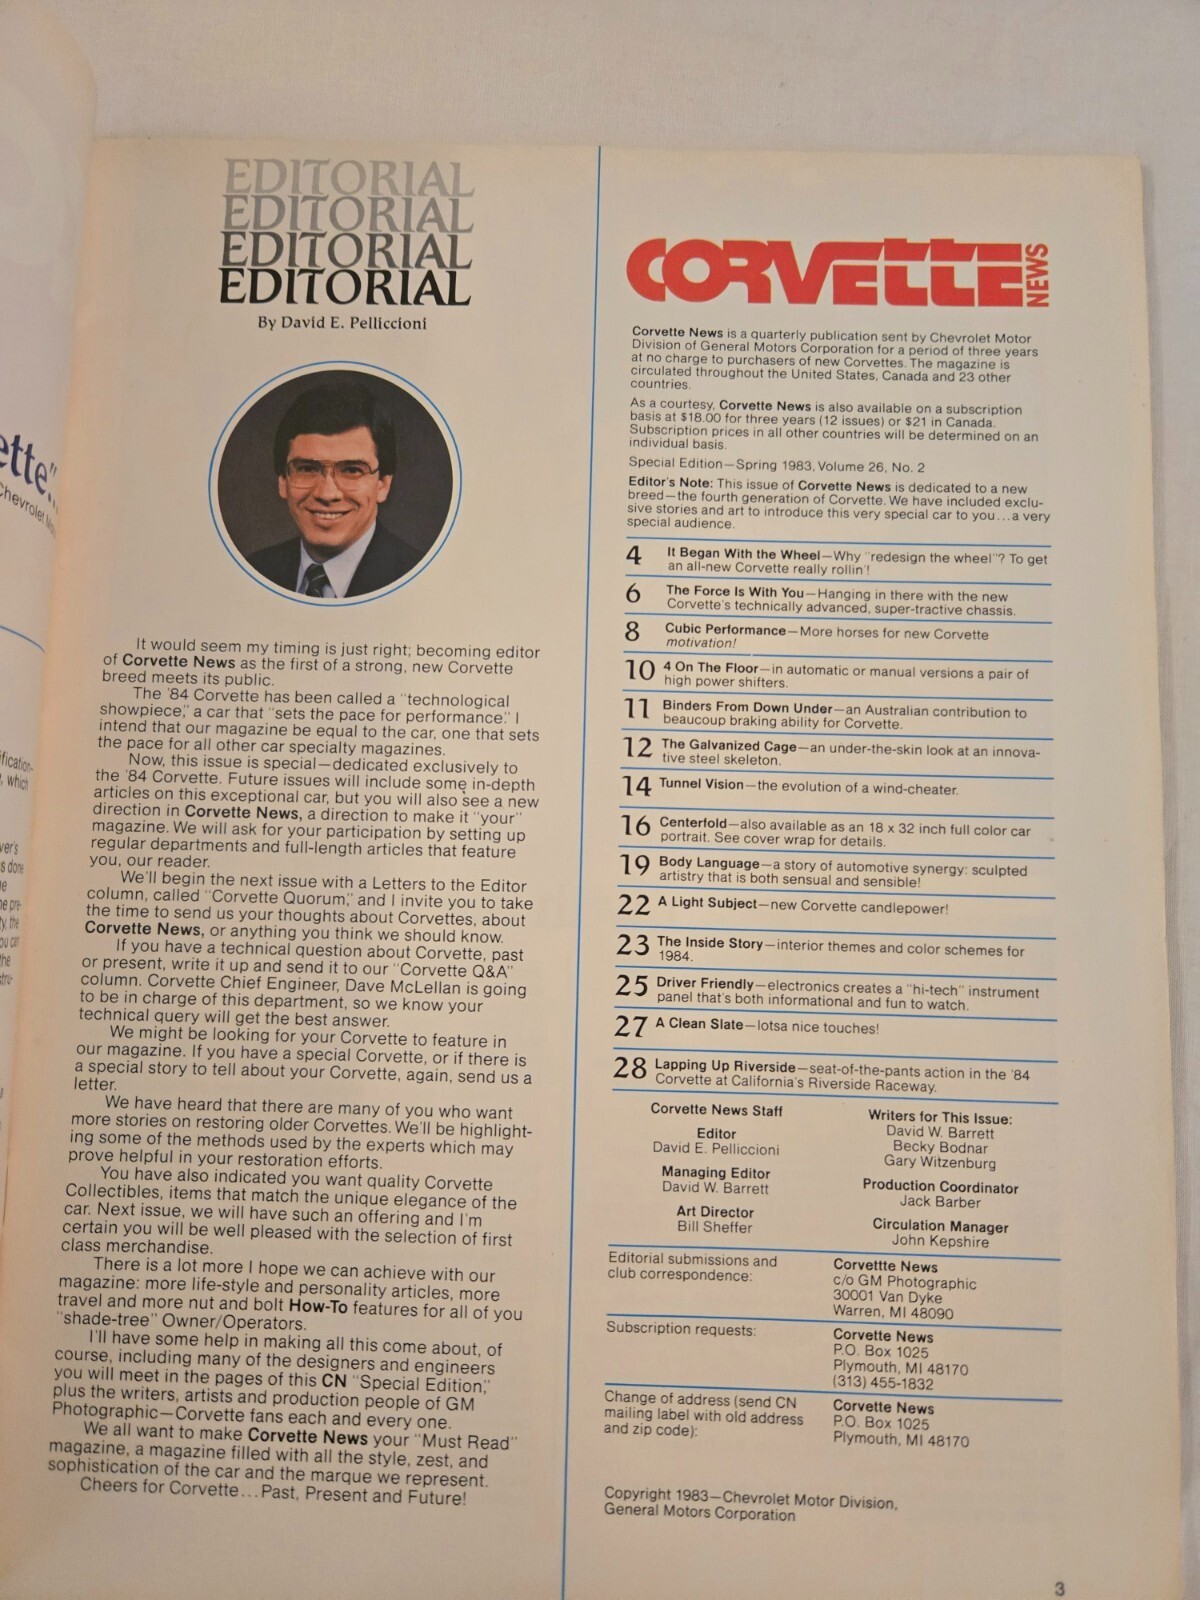 ette."
Chevrolet
which
ver's
s done
the
EDITORIAL
EDITORIAL
EDITORIAL
EDITORIAL
By David E. Pelliccioni
It would seem my timing is just right; becoming editor
of Corvette News as the first of a strong, new Corvette
breed meets its public.
The '84 Corvette has been called a "technological
showpiece," a car that "sets the pace for performance." I
intend that our magazine be equal to the car, one that sets
the pace for all other car specialty magazines.
Now, this issue is special—dedicated exclusively to
the '84 Corvette. Future issues will include some in-depth
articles on this exceptional car, but you will also see a new
direction in Corvette News, a direction to make it "your"
magazine. We will ask for your participation by setting up
regular departments and full-length articles that feature
you, our reader.
We'll begin the next issue with a Letters to the Editor
column, called "Corvette Quorum," and I invite you to take
the time to send us your thoughts about Corvettes, about
Corvette News, or anything you think we should know.
If you have a technical question about Corvette, past
or present, write it up and send it to our "Corvette Q&A"
column. Corvette Chief Engineer, Dave McLellan is going
to be in charge of this department, so we know your
technical query will get the best answer.
We might be looking for your Corvette to feature in
our magazine. If you have a special Corvette, or if there is
a special story to tell about your Corvette, again, send us a
letter.
We have heard that there are many of you who want
more stories on restoring older Corvettes. We'll be highlight-
ing some of the methods used by the experts which may
prove helpful in your restoration efforts.
You have also indicated you want quality Corvette
Collectibles, items that match the unique elegance of the
car. Next issue, we will have such an offering and I'm
certain you will be well pleased with the selection of first
class merchandise.
There is a lot more I hope we can achieve with our
magazine: more life-style and personality articles, more
travel and more nut and bolt How-To features for all of you
"shade-tree" Owner/Operators.
I'll have some help in making all this come about, of
course, including many of the designers and engineers
you will meet in the pages of this CN "Special Edition,"
plus the writers, artists and production people of GM
Photographic—Corvette fans each and every one.
We all want to make Corvette News your "Must Read"
magazine, a magazine filled with all the style, zest, and
sophistication of the car and the marque we represent.
Cheers for Corvette...Past, Present and Future!
CORVETTE NEWS
Corvette News is a quarterly publication sent by Chevrolet Motor
Division of General Motors Corporation for a period of three years
at no charge to purchasers of new Corvettes. The magazine is
circulated throughout the United States, Canada and 23 other
countries.
As a courtesy, Corvette News is also available on a subscription
basis at $18.00 for three years (12 issues) or $21 in Canada.
Subscription prices in all other countries will be determined on an
individual basis.
Special Edition—Spring 1983, Volume 26, No. 2
Editor's Note: This issue of Corvette News is dedicated to a new
breed—the fourth generation of Corvette. We have included exclu-
sive stories and art to introduce this very special car to you...a very
special audience.
4 It Began With the Wheel—Why "redesign the wheel"? To get
an all-new Corvette really rollin'!
6 The Force Is With You—Hanging in there with the new
Corvette's technically advanced, super-tractive chassis.
8 Cubic Performance—More horses for new Corvette
motivation!
10 4 On The Floor—in automatic or manual versions a pair of
high power shifters.
11 Binders From Down Under—an Australian contribution to
beaucoup braking ability for Corvette.
12 The Galvanized Cage—an under-the-skin look at an innova-
tive steel skeleton.
14 Tunnel Vision—the evolution of a wind-cheater.
16 Centerfold—also available as an 18 x 32 inch full color car
portrait. See cover wrap for details.
19 Body Language—a story of automotive synergy: sculpted
artistry that is both sensual and sensible!
22 A Light Subject—new Corvette candlepower!
23 The Inside Story—interior themes and color schemes for
1984.
25 Driver Friendly—electronics creates a "hi-tech" instrument
panel that's both informational and fun to watch.
27 A Clean Slate—lotsa nice touches!
28 Lapping Up Riverside—seat-of-the-pants action in the '84
Corvette at California's Riverside Raceway.
Corvette News Staff
Editor
David E. Pelliccioni
Managing Editor
David W. Barrett
Art Director
Bill Sheffer
Writers for This Issue:
David W. Barrett
Becky Bodnar
Gary Witzenburg
Production Coordinator
Jack Barber
Circulation Manager
John Kepshire
Editorial submissions and
club correspondence:
Corvette News
c/o GM Photographic
30001 Van Dyke
Warren, MI 48090
Subscription requests:
Corvette News
P.O. Box 1025
Plymouth, MI 48170
(313) 455-1832
Change of address (send CN
mailing label with old address
and zip code):
Corvette News
P.O. Box 1025
Plymouth, MI 48170
Copyright 1983—Chevrolet Motor Division,
General Motors Corporation
3